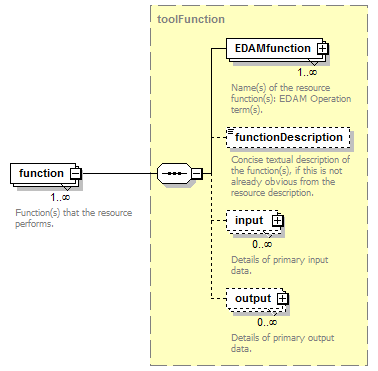 toolFunction
EDAMfunction
1..∞
Name(s) of the resource
function(s): EDAM Operation
term(s).
functionDescription
Concise textual description of
the function(s), if this is not
already obvious from the
resource description.
function
1..∞
Function(s) that the resource
performs.
input
0..∞
Details of primary input
data.
output
0..∞
Details of primary output
data.